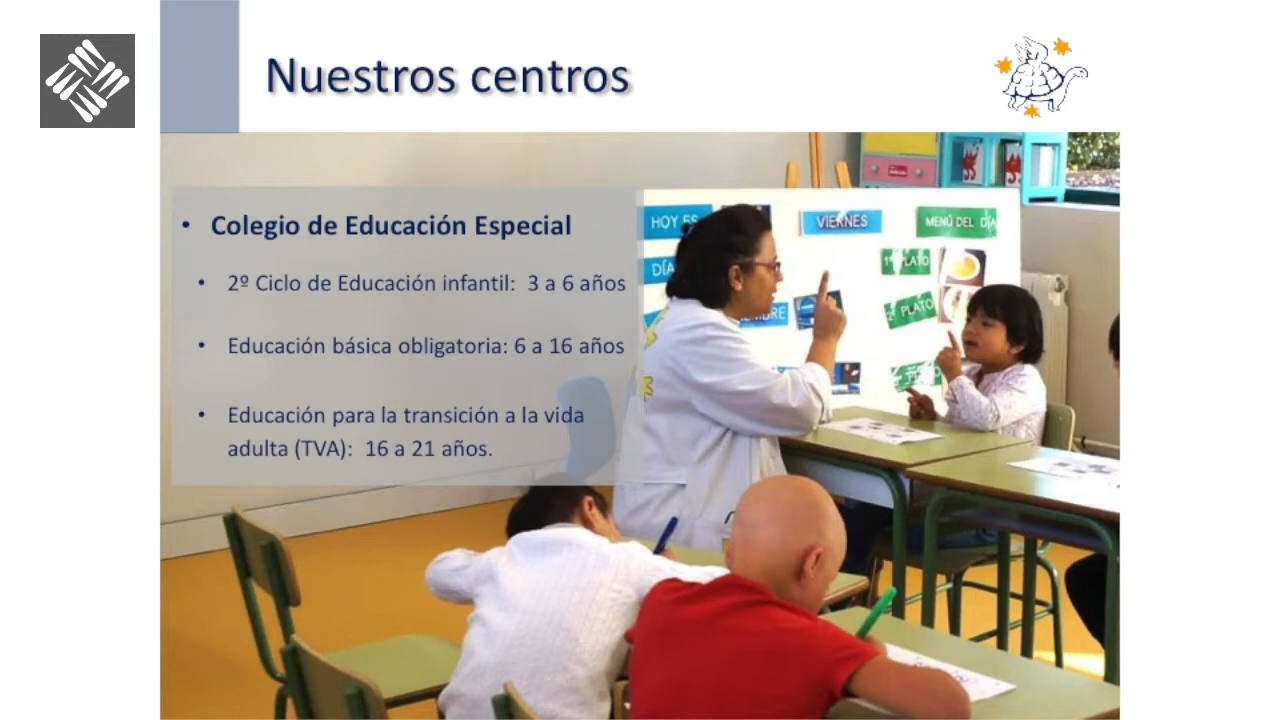 Nuestros centros
• Colegio de Educación Especial
• 2º Ciclo de Educación infantil: 3 a 6 años
• Educación básica obligatoria: 6 a 16 años
• Educación para la transición a la vida
adulta (TVA): 16 a 21 años.
HOY ES
VIERNES
MENÚ DEL DÍA
DÍA
PLATO
PLATO